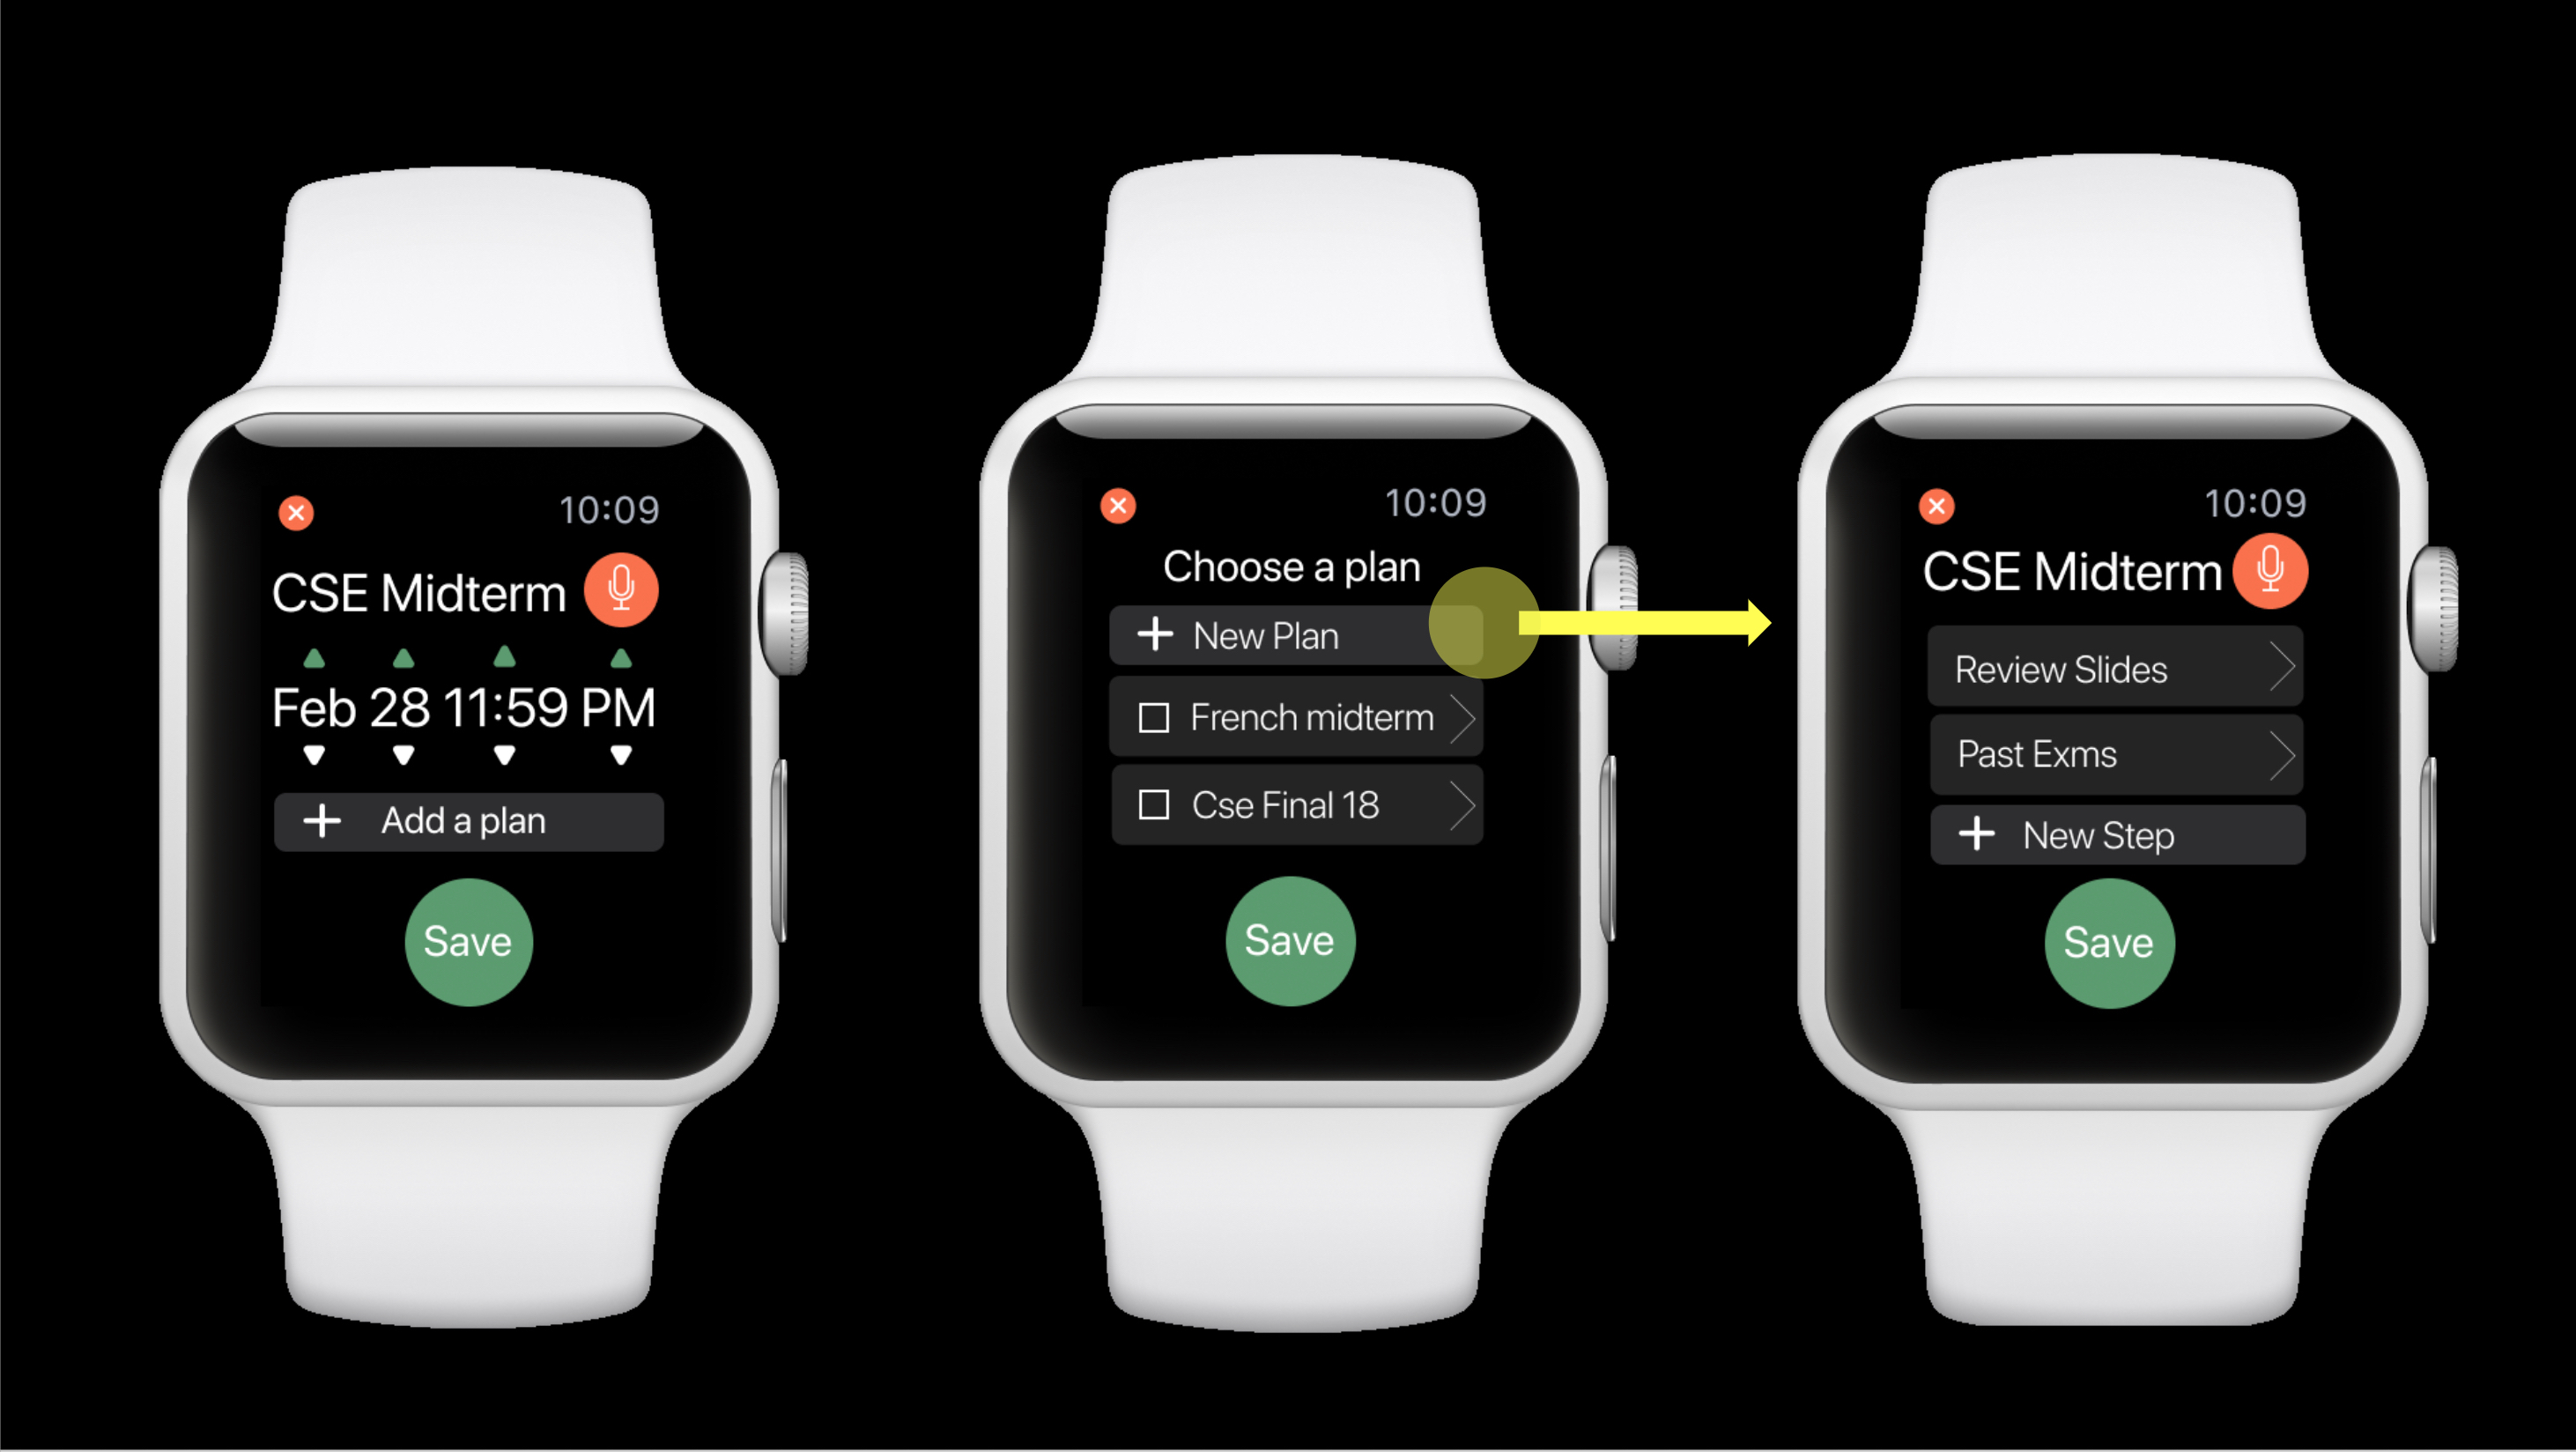 10:09
CSE Midterm
Feb 28 11:59 PM
+ Add a plan
Save
10:09
Choose a plan
+ New Plan
French midterm
Cse Final 18
Save
10:09
CSE Midterm
Review Slides
Past Exms
+ New Step
Save